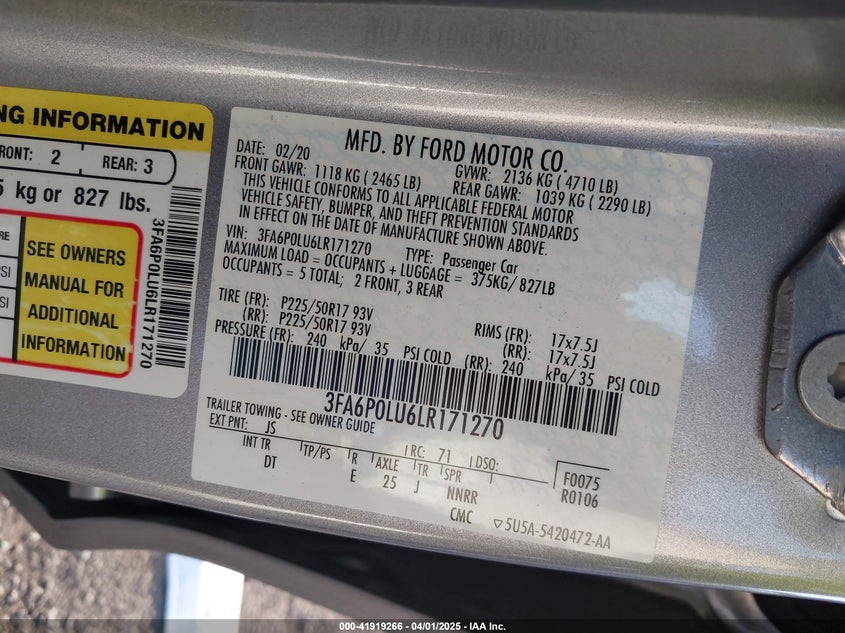 NG INFORMATION
FRONT: 2 REAR: 3
kg or 827 lbs.
PSI
PSI
SEE OWNERS
MANUAL FOR
ADDITIONAL
INFORMATION
3FA6P0LU6LR171270
MFD. BY FORD MOTOR CO.
DATE: 02/20 GVWR: 2136 KG ( 4710 LB)
FRONT GAWR: 1118 KG ( 2465 LB) REAR GAWR: 1039 KG ( 2290 LB)
THIS VEHICLE CONFORMS TO ALL APPLICABLE FEDERAL MOTOR
VEHICLE SAFETY, BUMPER, AND THEFT PREVENTION STANDARDS
IN EFFECT ON THE DATE OF MANUFACTURE SHOWN ABOVE.
VIN: 3FA6P0LU6LR171270 TYPE: Passenger Car
MAXIMUM LOAD = OCCUPANTS + LUGGAGE = 375KG/ 827LB
OCCUPANTS = 5 TOTAL; 2 FRONT, 3 REAR
TIRE (FR): P225/50R17 93V RIMS (FR): 17x7.5J
(RR): P225/50R17 93V (RR): 17x7.5J
PRESSURE (FR): 240 kPa/ 35 PSI COLD (RR): 240 kPa/ 35 PSI COLD
3FA6P0LU6LR171270
TRAILER TOWING - SEE OWNER GUIDE
EXT PNT: JS RC: 71 DSO: F0075
INT TR TP/PS R AXLE TR SPR R0106
DT E 25 J NNRR
CMC ▽5U5A-5420472-AA
000-41919266 - 04/01/2025 - IAA Inc.